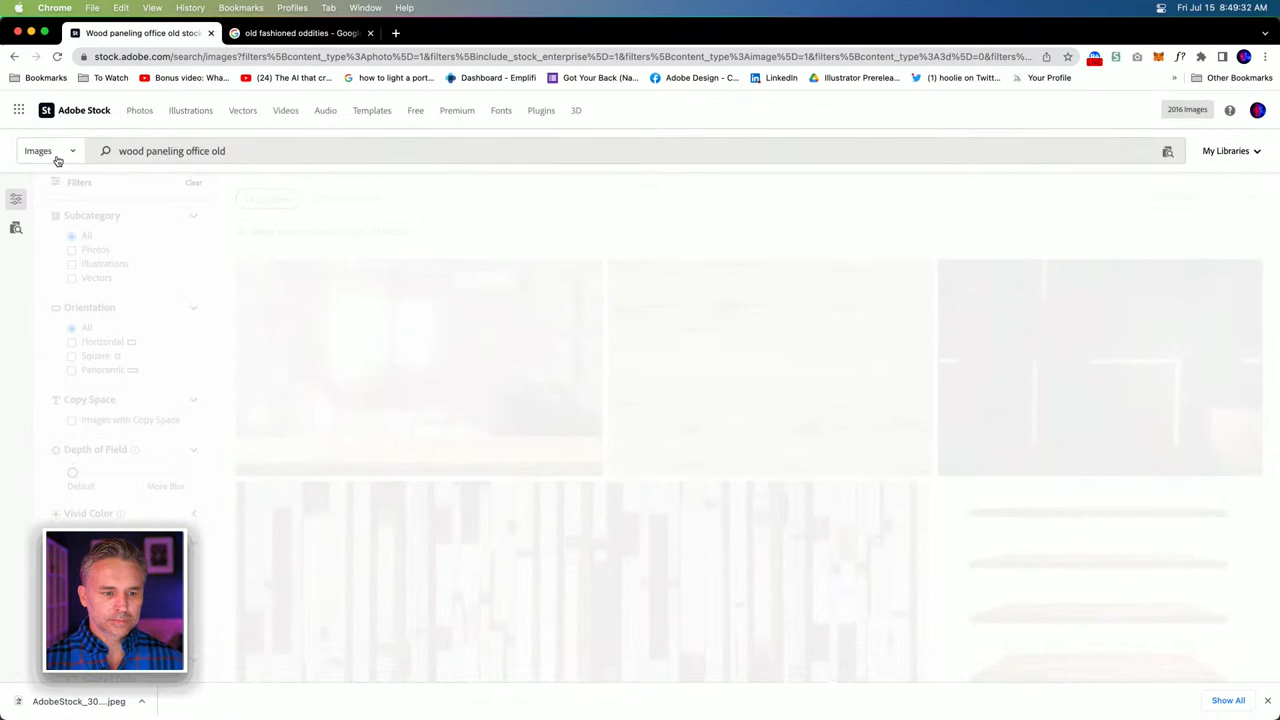 Chrome File Edit View History Bookmarks Profiles Tab Window Help Fri Jul 15 8:49:32 AM
Wood paneling office old stock old fashioned oddities - Google
stock.adobe.com/search/images?filters%5Bcontent_type%3Aphoto%5D=1&filters%5Binclude_stock_enterprise%5D=1&filters%5Bcontent_type%3Aimage%5D=1&filters%5Bcontent_type%3A3d%5D=0&filters%...
Bookmarks To Watch Bonus video: Wha... (24) The AI that cr... how to light a port... Dashboard - Emplifi Got Your Back (Na... Adobe Design - C... LinkedIn Illustrator Prerelea... (1) hoolie on Twitt... Your Profile » Other Bookmarks
St Adobe Stock Photos Illustrations Vectors Videos Audio Templates Free Premium Fonts Plugins 3D 2016 Images
Images wood paneling office old My Libraries
Filters Clear
Subcategory
All
Photos
Illustrations
Vectors
Orientation
All
Horizontal
Square
Panoramic
Copy Space
Images with Copy Space
Depth of Field
Default More Blur
Vivid Color
AdobeStock_30....jpeg Show All